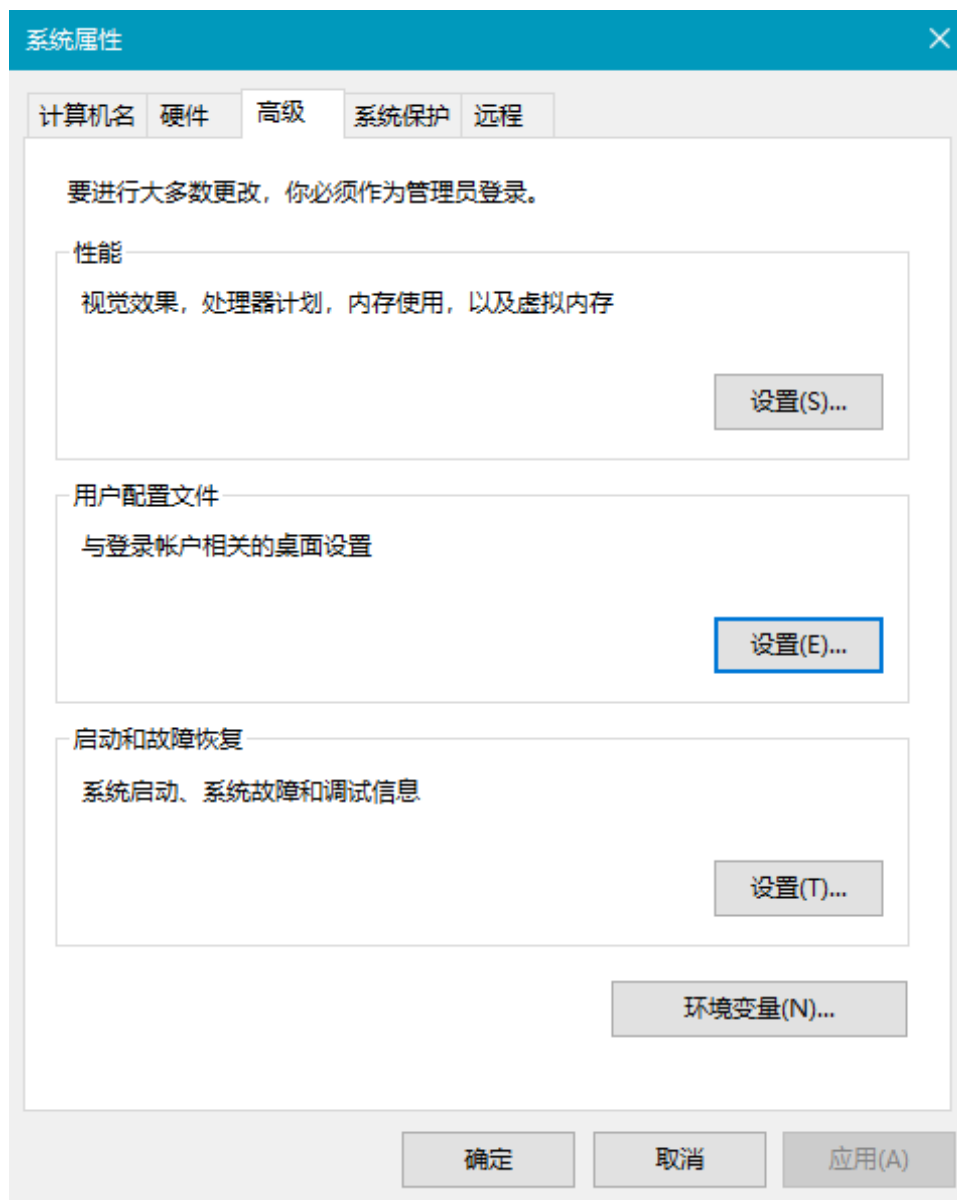 系统属性
计算机名 硬件 高级 系统保护 远程
要进行大多数更改，你必须作为管理员登录。
性能
视觉效果，处理器计划，内存使用，以及虚拟内存
设置(S)...
用户配置文件
与登录帐户相关的桌面设置
设置(E)...
启动和故障恢复
系统启动、系统故障和调试信息
设置(T)...
环境变量(N)...
确定 取消 应用(A)